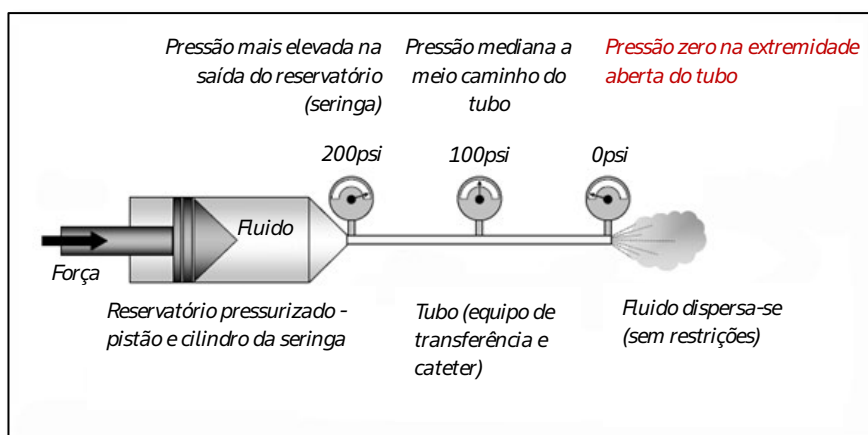 Pressão mais elevada na
saída do reservatório
(seringa)
Pressão mediana a
meio caminho do
tubo
Pressão zero na extremidade
aberta do tubo
200psi
100psi
0psi
Fluido
Força
Reservatório pressurizado -
pistão e cilindro da seringa
Tubo (equipo de
transferência e
cateter)
Fluido dispersa-se
(sem restrições)